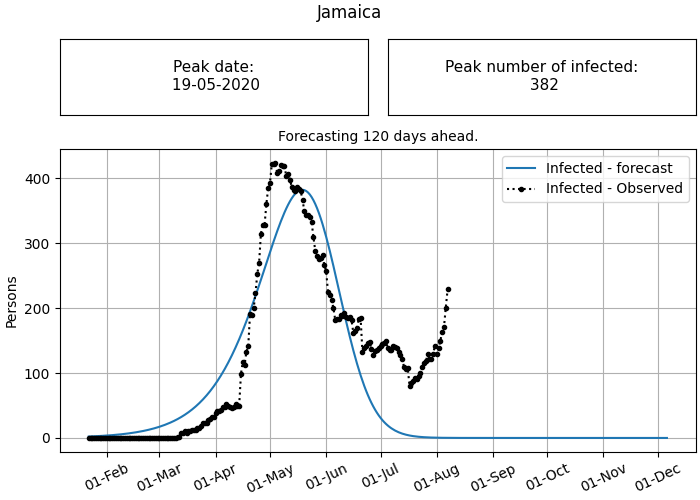 Jamaica
Peak date:
19-05-2020
Peak number of infected:
382
Forecasting 120 days ahead.
Infected - forecast
Infected - Observed
Persons
400
300
200
100
0
01-Feb
01-Mar
01-Apr
01-May
01-Jun
01-Jul
01-Aug
01-Sep
01-Oct
01-Nov
01-Dec